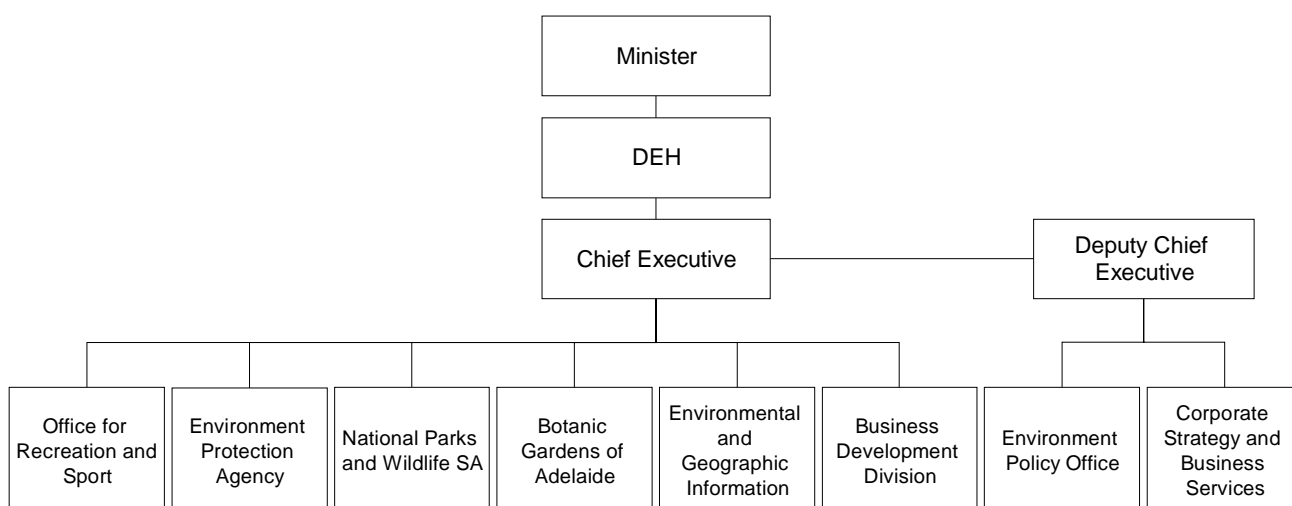 Minister
DEH
Chief Executive
Deputy Chief
Executive
Office for
Recreation and
Sport
Environment
Protection
Agency
National Parks
and Wildlife SA
Botanic
Gardens of
Adelaide
Environmental
and
Geographic
Information
Business
Development
Division
Environment
Policy Office
Corporate
Strategy and
Business
Services